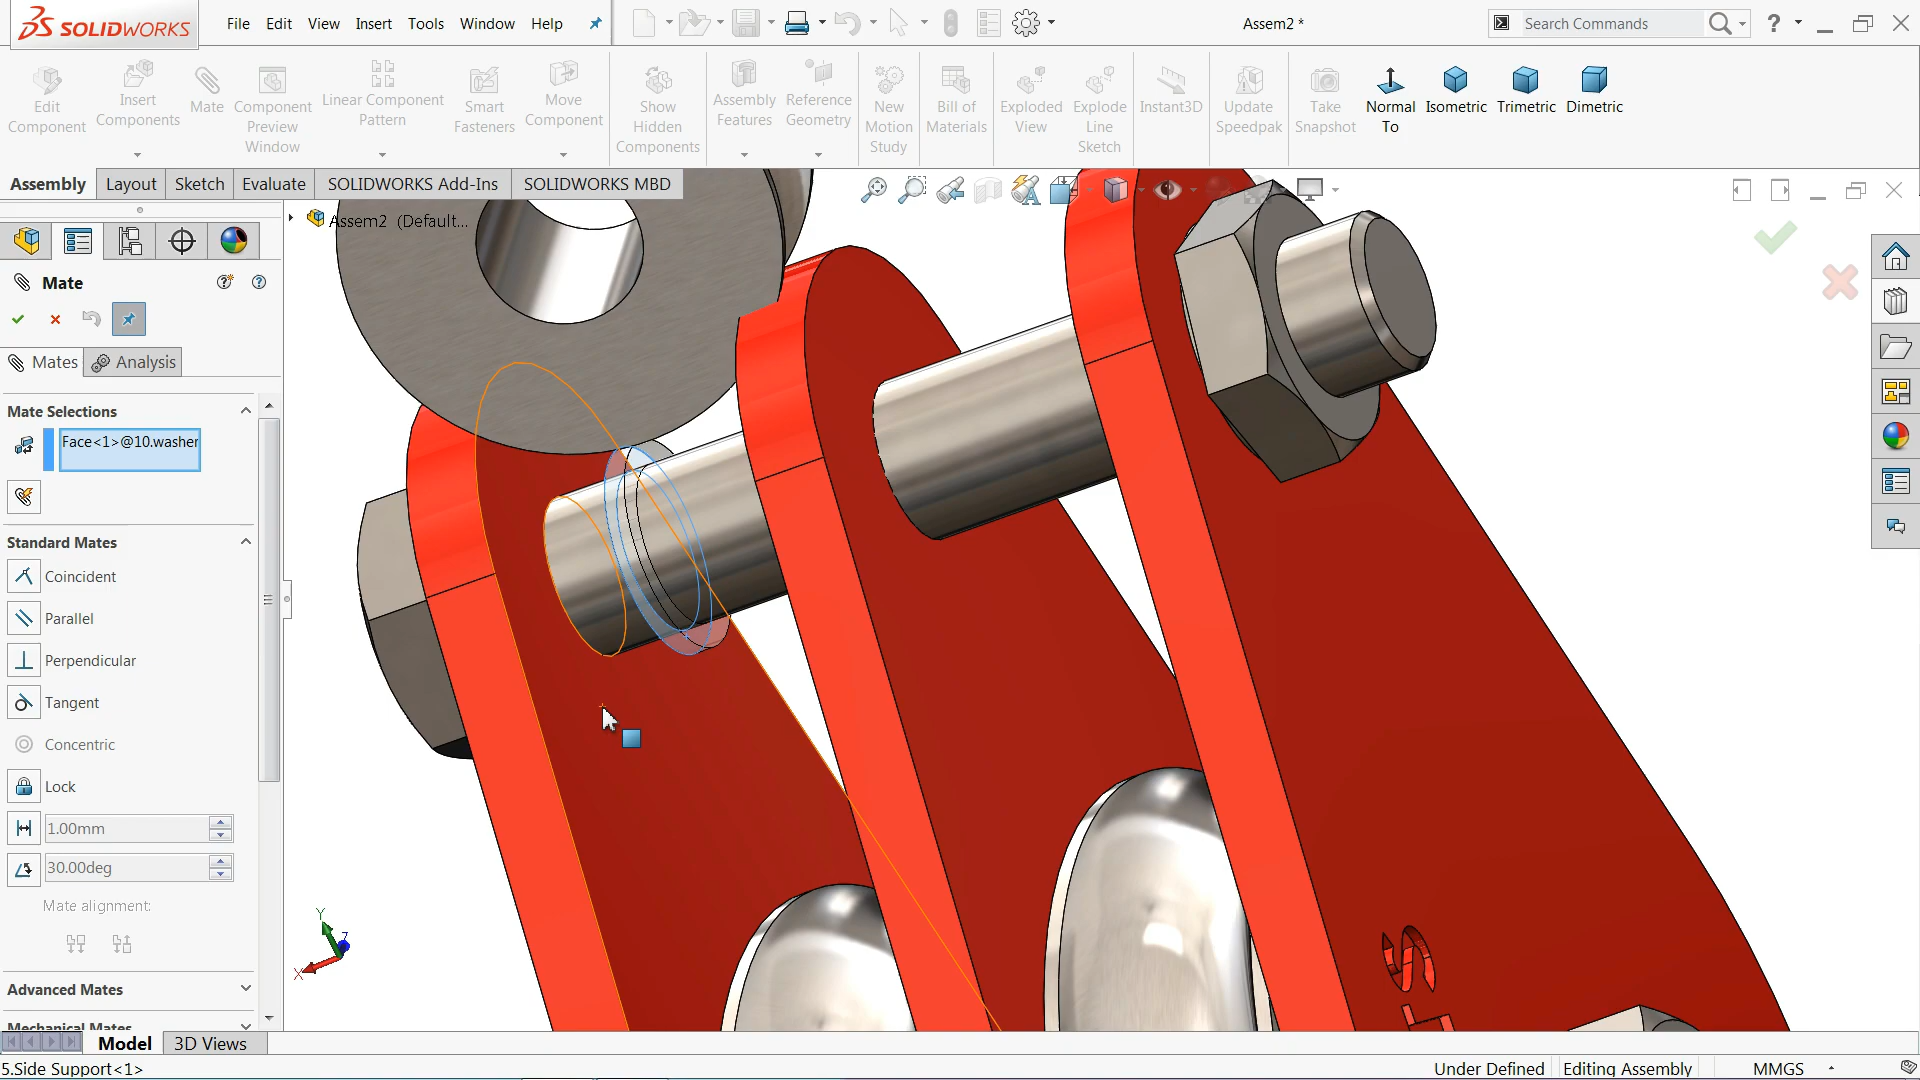 SOLIDWORKS
File Edit View Insert Tools Window Help
Assem2 *
Search Commands
?
Edit Component
Insert Components
Mate
Component Preview Window
Linear Component Pattern
Smart Fasteners
Move Component
Show Hidden Components
Assembly Features
Reference Geometry
New Motion Study
Bill of Materials
Exploded View
Explode Line Sketch
Instant3D
Update Speedpak
Take Snapshot
Normal To
Isometric
Trimetric
Dimetric
Assembly Layout Sketch Evaluate SOLIDWORKS Add-Ins SOLIDWORKS MBD
Assem2 (Default...
Mate
Mates Analysis
Mate Selections
Face<1>@10.washer
Standard Mates
Coincident
Parallel
Perpendicular
Tangent
Concentric
Lock
1.00mm
30.00deg
Mate alignment:
Advanced Mates
Mechanical Mates
Y
Z
X
S
Model 3D Views
5.Side Support<1>
Under Defined Editing Assembly MMGS